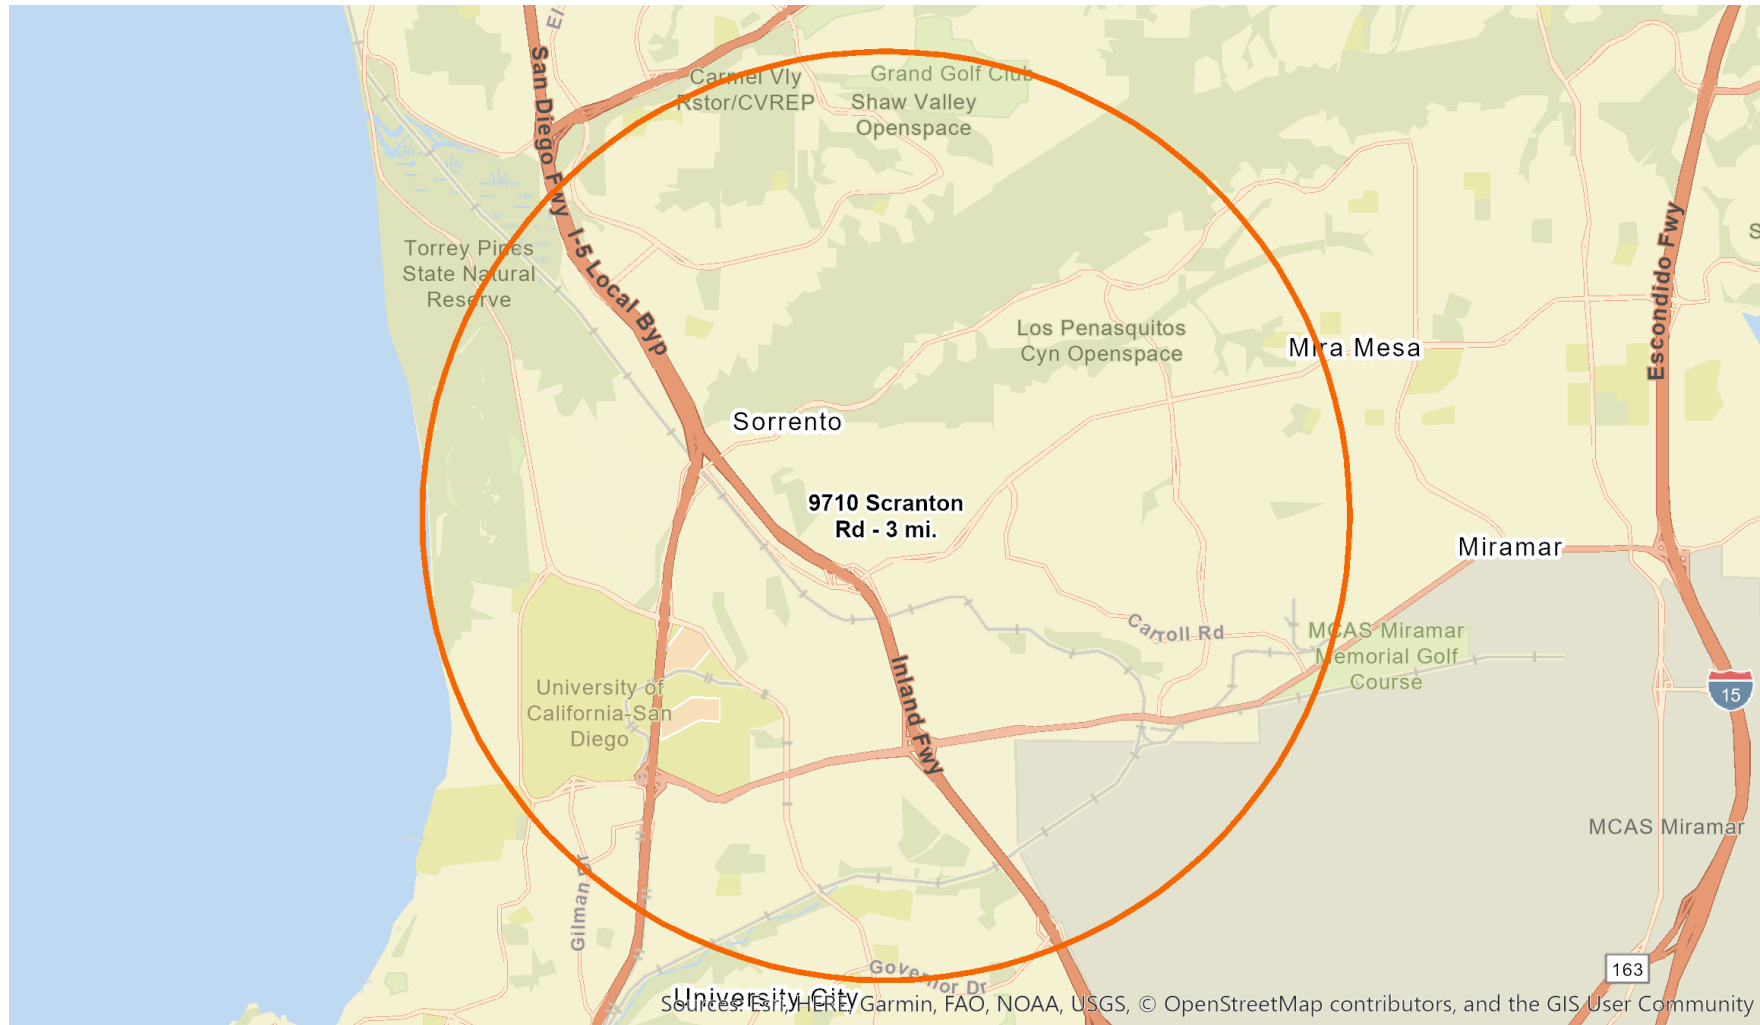 El
San Diego Fwy
I-5 Local Byp
Carmel Vly
Rstor/CVREP
Grand Golf Club
Shaw Valley
Openspace
Torrey Pines
State Natural
Reserve
Escondido Fwy
S
Los Penasquitos
Cyn Openspace
Mira Mesa
Sorrento
9710 Scranton
Rd - 3 mi.
Miramar
Carroll Rd
MCAS Miramar
Memorial Golf
Course
University of
California-San
Diego
Inland Fwy
15
MCAS Miramar
Gilman Dr
163
Governor Dr
University City
Sources: Esri, HERE, Garmin, FAO, NOAA, USGS, © OpenStreetMap contributors, and the GIS User Community